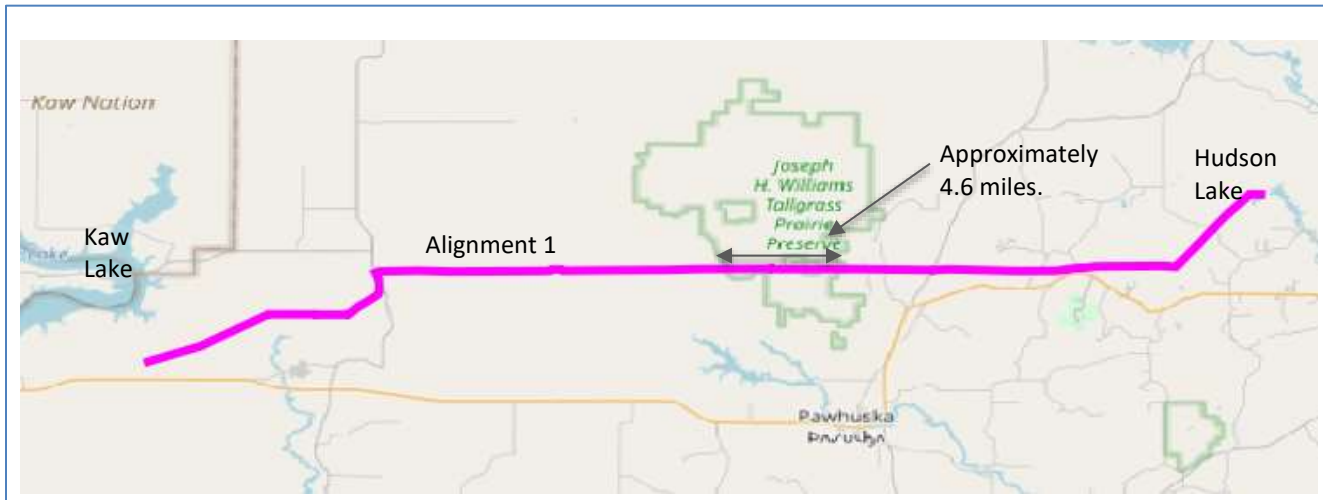 Kaw Nation
Kaw
Lake
Alignment 1
Joseph
H. Williams
Tallgrass
Prairie
Preserve
Approximately
4.6 miles.
Hudson
Lake
Pawhuska